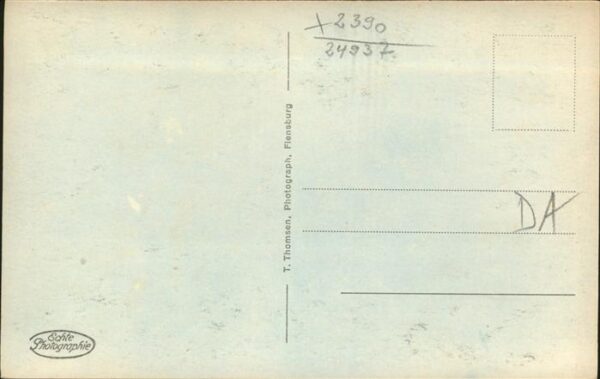 +2390
24937.
T. Thomsen, Photograph, Flensburg
DA
Echte
Photographie